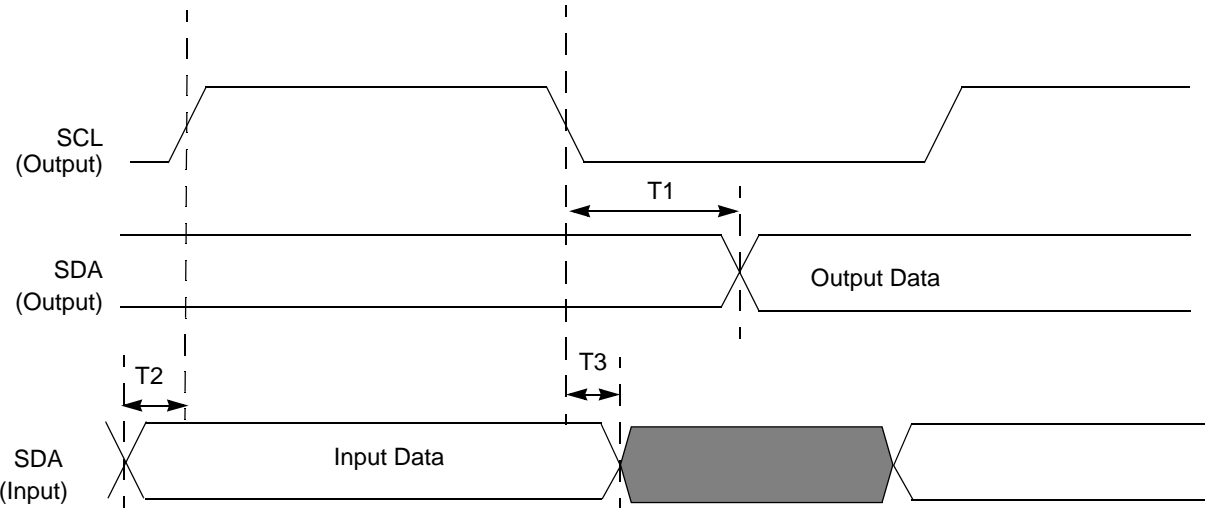 SCL
(Output)
T1
SDA
(Output)
Output Data
T2
T3
SDA
(Input)
Input Data